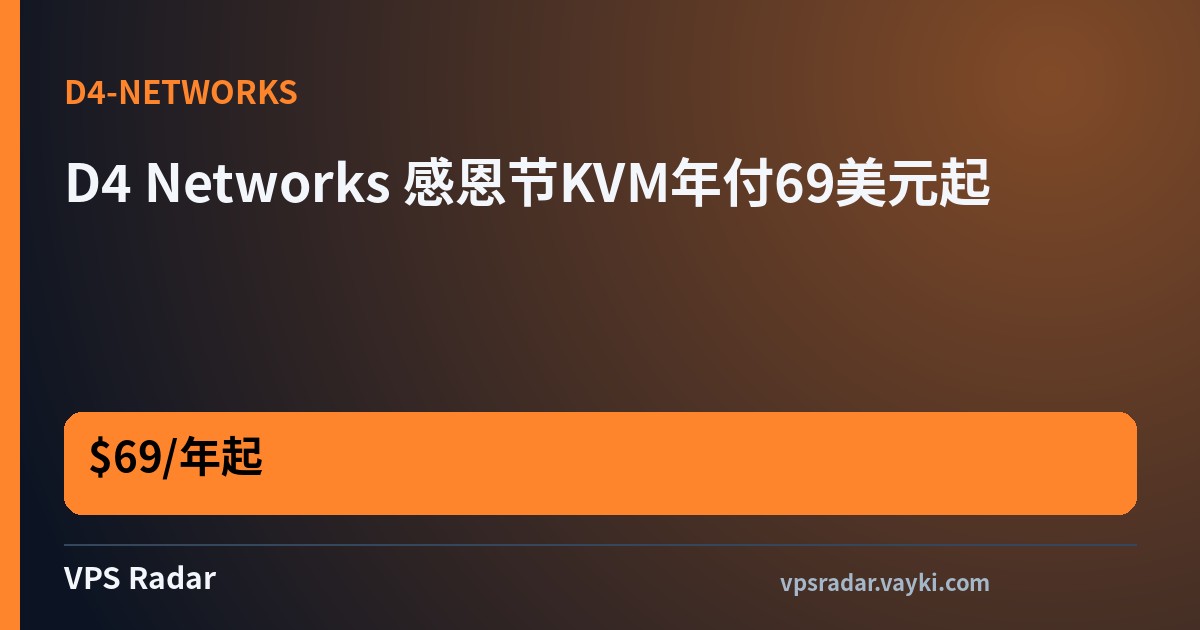 D4-NETWORKS
D4 Networks 感恩节KVM年付69美元起
$69/年起
VPS Radar
vpsradar.vayki.com